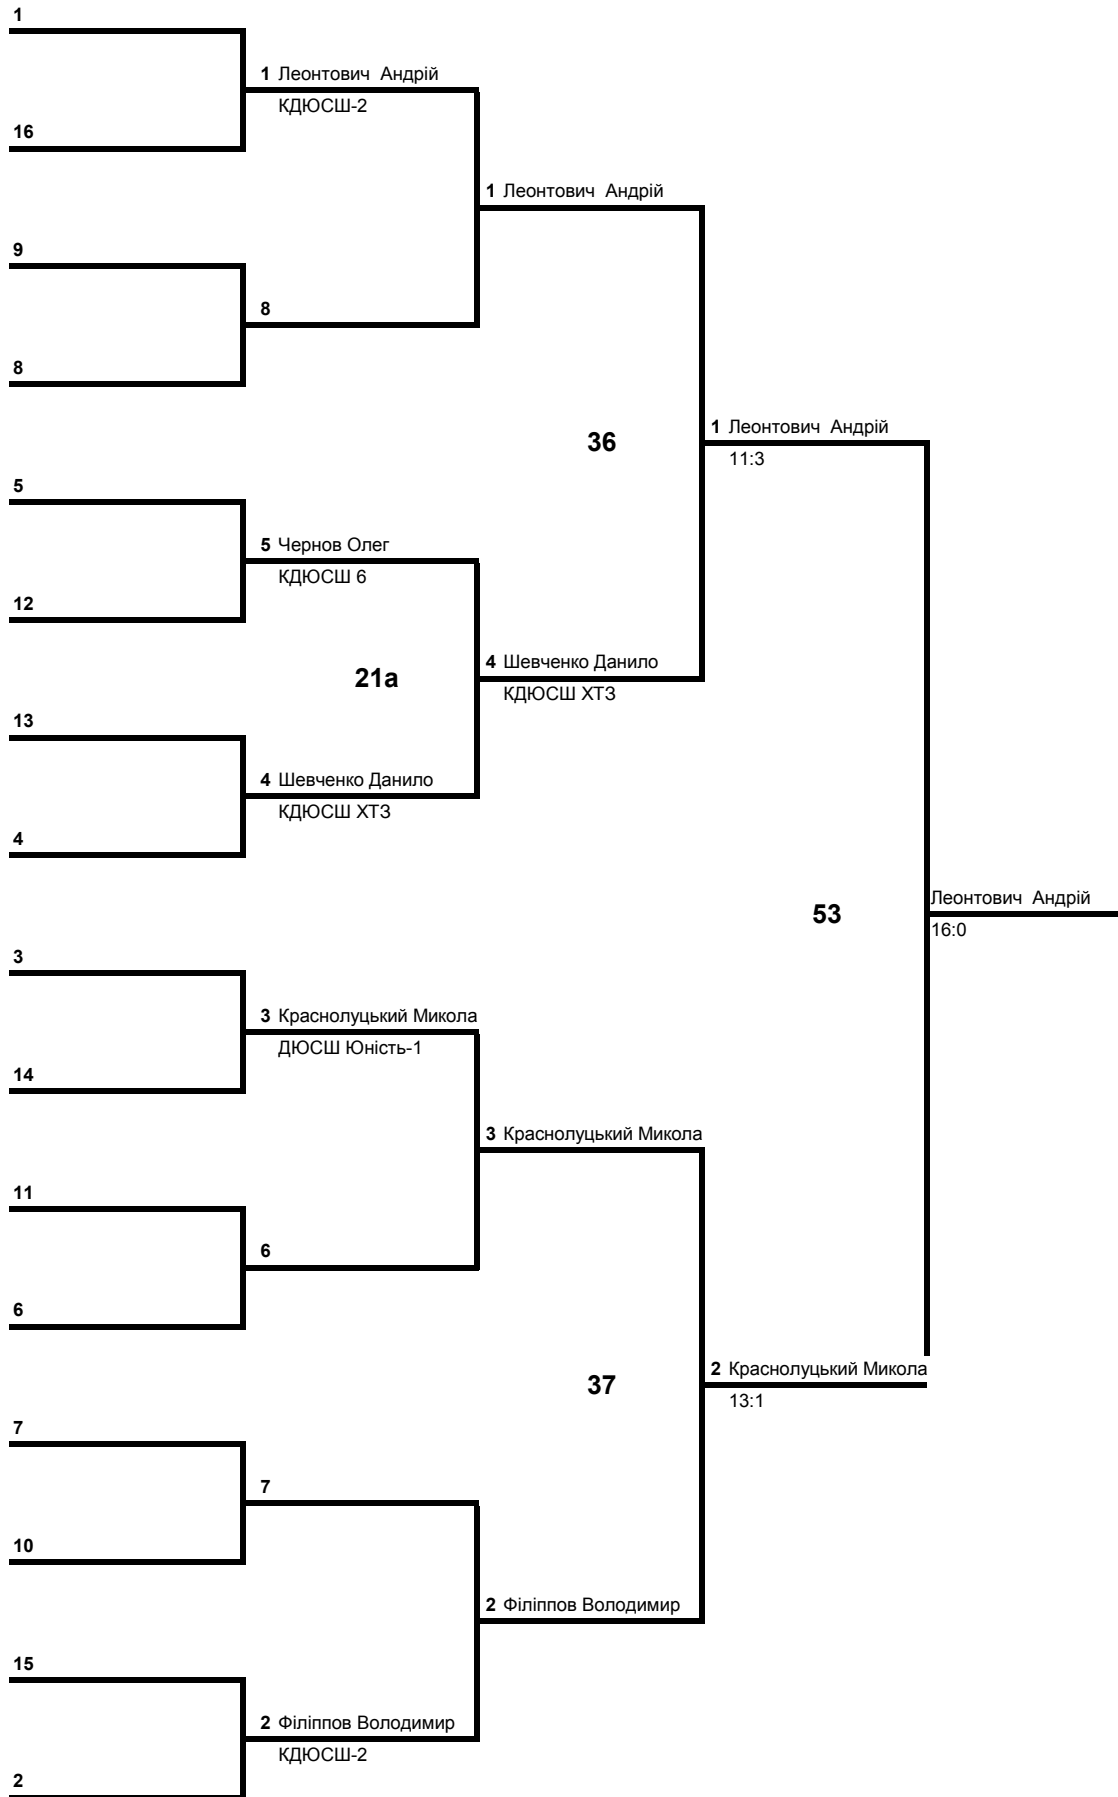 1
1 Леонтович Андрій
КДЮСШ-2
16
1 Леонтович Андрій
9
8
8
36
1 Леонтович Андрій
11:3
5
5 Чернов Олег
КДЮСШ 6
12
21а
4 Шевченко Данило
КДЮСШ ХТЗ
13
4 Шевченко Данило
КДЮСШ ХТЗ
4
53
Леонтович Андрій
16:0
3
3 Краснолуцький Микола
ДЮСШ Юність-1
14
3 Краснолуцький Микола
11
6
6
37
2 Краснолуцький Микола
13:1
7
7
10
2 Філіппов Володимир
15
2 Філіппов Володимир
КДЮСШ-2
2